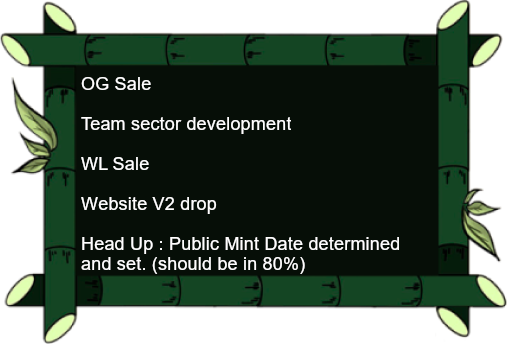 OG Sale
Team sector development
WL Sale
Website V2 drop
Head Up : Public Mint Date determined
and set. (should be in 80%)